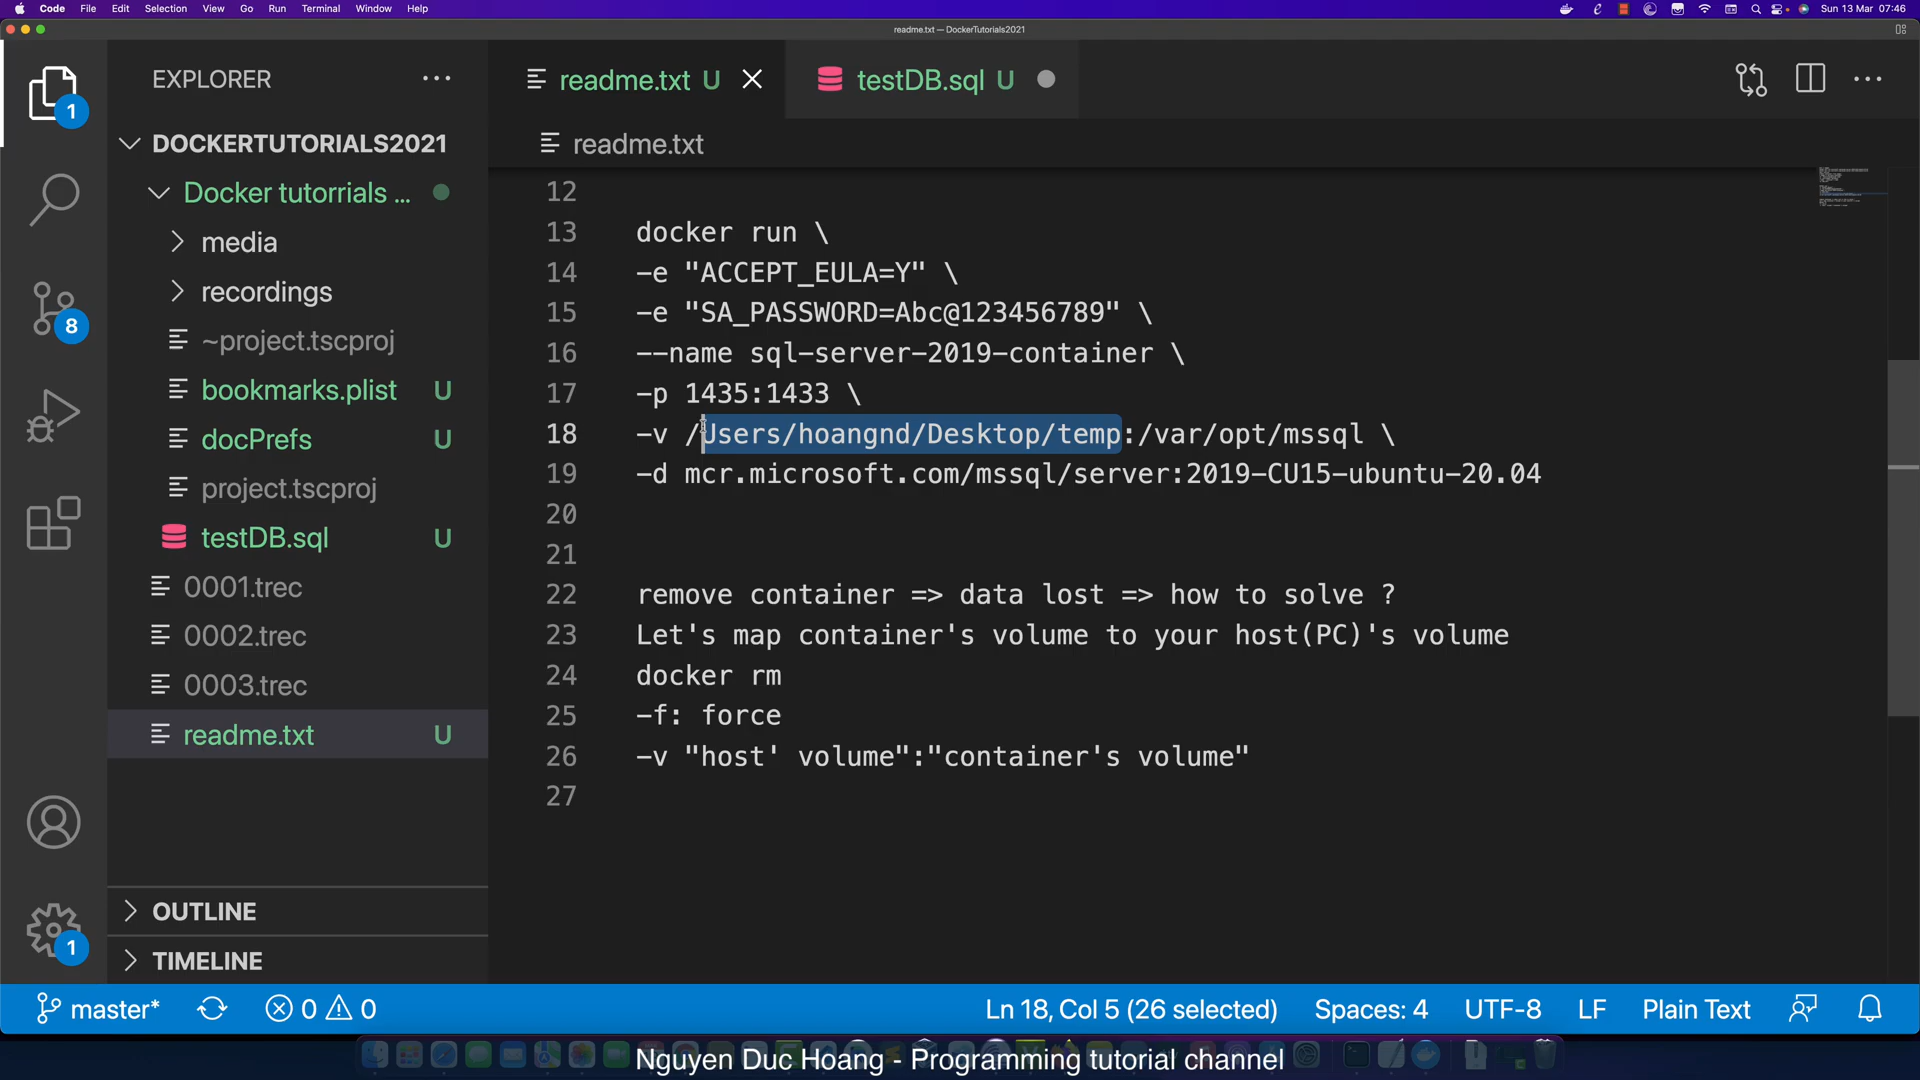 Code File Edit Selection View Go Run Terminal Window Help
Sun 13 Mar 07:46
readme.txt — DockerTutorials2021
EXPLORER
readme.txt U
testDB.sql U
readme.txt
1
DOCKERTUTORIALS2021
Docker tutorrials ...
media
recordings
~project.tscproj
bookmarks.plist U
docPrefs U
project.tscproj
testDB.sql U
0001.trec
0002.trec
0003.trec
readme.txt U
OUTLINE
TIMELINE
8
1
12
13 docker run \
14 -e "ACCEPT_EULA=Y" \
15 -e "SA_PASSWORD=Abc@123456789" \
16 --name sql-server-2019-container \
17 -p 1435:1433 \
18 -v /Users/hoangnd/Desktop/temp:/var/opt/mssql \
19 -d mcr.microsoft.com/mssql/server:2019-CU15-ubuntu-20.04
20
21
22 remove container => data lost => how to solve ?
23 Let's map container's volume to your host(PC)'s volume
24 docker rm
25 -f: force
26 -v "host' volume":"container's volume"
27
master* 0 0
Ln 18, Col 5 (26 selected) Spaces: 4 UTF-8 LF Plain Text
Nguyen Duc Hoang - Programming tutorial channel